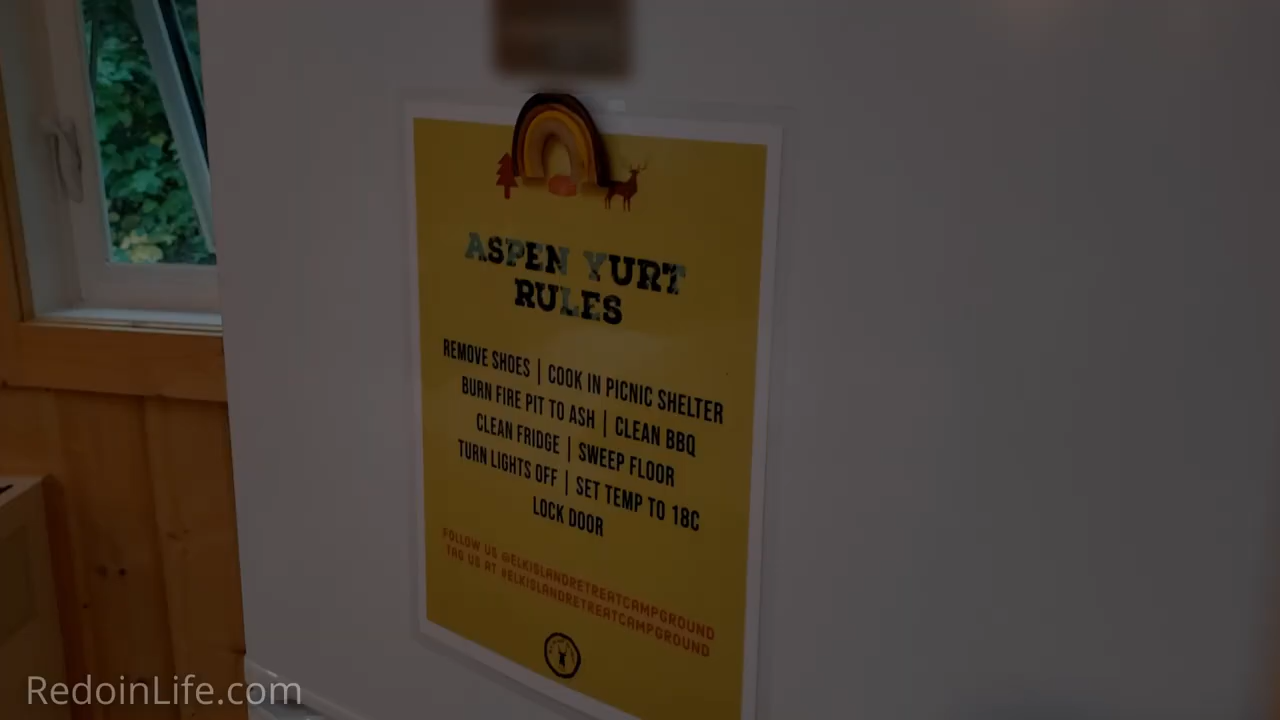 ASPEN YURT
RULES
REMOVE SHOES | COOK IN PICNIC SHELTER
BURN FIRE PIT TO ASH | CLEAN BBQ
CLEAN FRIDGE | SWEEP FLOOR
TURN LIGHTS OFF | SET TEMP TO 18C
LOCK DOOR
FOLLOW US @ELKISLANDRETREATCAMPGROUND
TAG US AT #ELKISLANDRETREATCAMPGROUND
RedoinLife.com